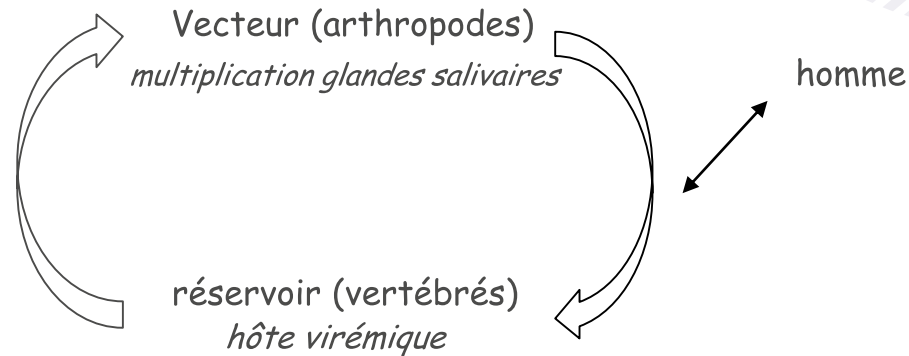 Vecteur (arthropodes)
multiplication glandes salivaires
homme
réservoir (vertébrés)
hôte virémique